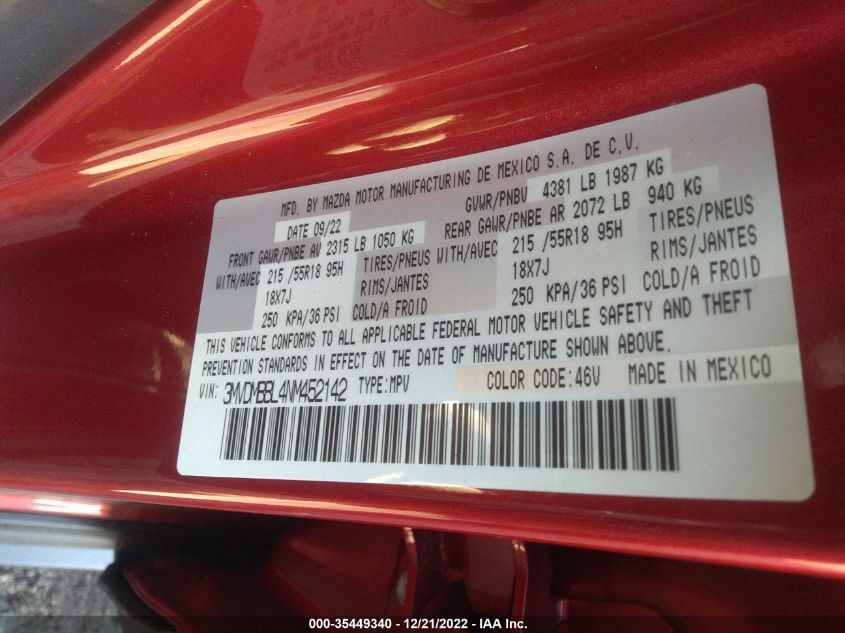 MFD. BY MAZDA MOTOR MANUFACTURING DE MEXICO S.A. DE C.V.
DATE 09/22 GVWR/PNBV 4381 LB 1987 KG
FRONT GAWR/PNBE AV 2315 LB 1050 KG REAR GAWR/PNBE AR 2072 LB 940 KG
WITH/AVEC 215 /55R18 95H TIRES/PNEUS WITH/AVEC 215 /55R18 95H TIRES/PNEUS
18X7J RIMS/JANTES 18X7J RIMS/JANTES
250 KPA/36 PSI COLD/A FROID 250 KPA/36 PSI COLD/A FROID
THIS VEHICLE CONFORMS TO ALL APPLICABLE FEDERAL MOTOR VEHICLE SAFETY AND THEFT
PREVENTION STANDARDS IN EFFECT ON THE DATE OF MANUFACTURE SHOWN ABOVE.
VIN: 3MVDMBBL4NM452142 TYPE:MPV COLOR CODE:46V MADE IN MEXICO
000-35449340 - 12/21/2022 - IAA Inc.